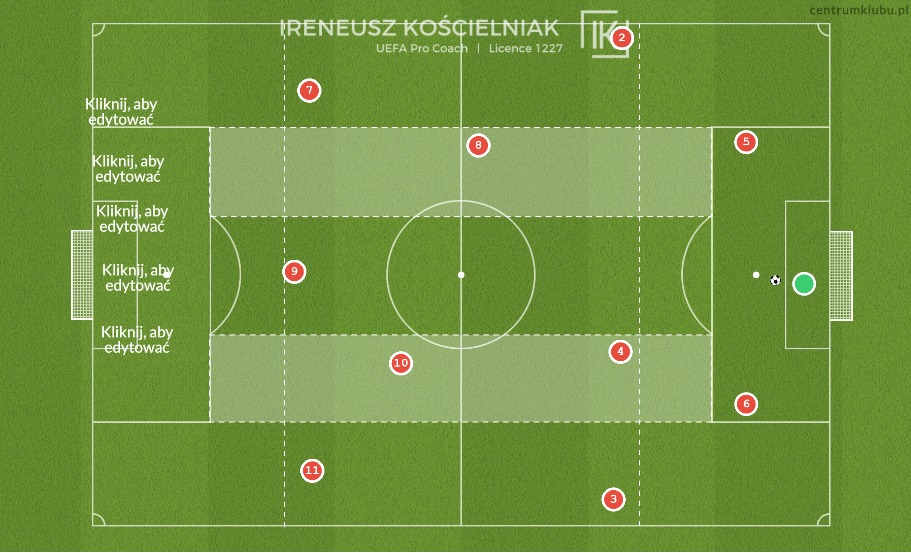 centrumklubu.pl
IRENEUSZ KOŚCIELNIAK
UEFA Pro Coach | Licence 1227
IK
2
7
Kliknij, aby
edytować
8
5
Kliknij, aby
edytować
Kliknij, aby
edytować
9
Kliknij, aby
edytować
Kliknij, aby
edytować
10
4
6
11
3